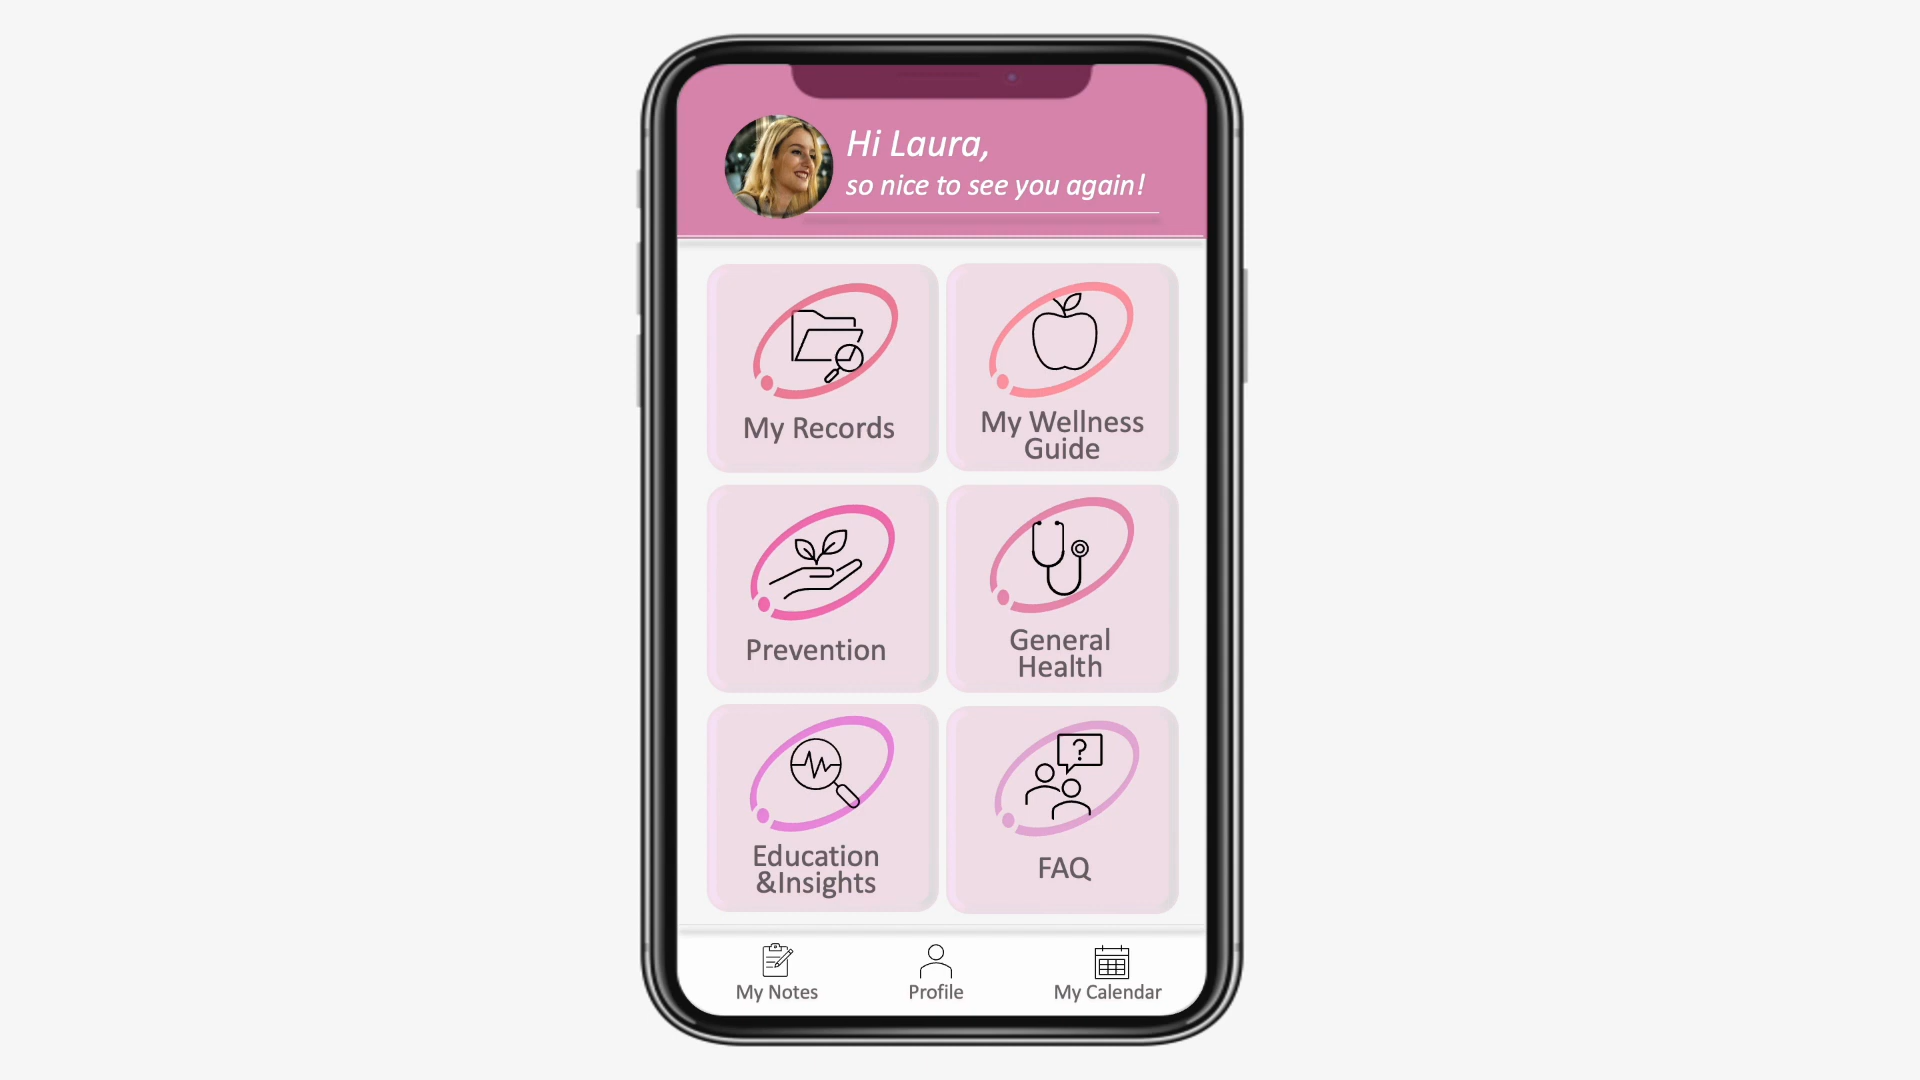 Hi Laura,
so nice to see you again!
My Records
My Wellness
Guide
Prevention
General
Health
Education
&Insights
?
FAQ
My Notes
Profile
My Calendar